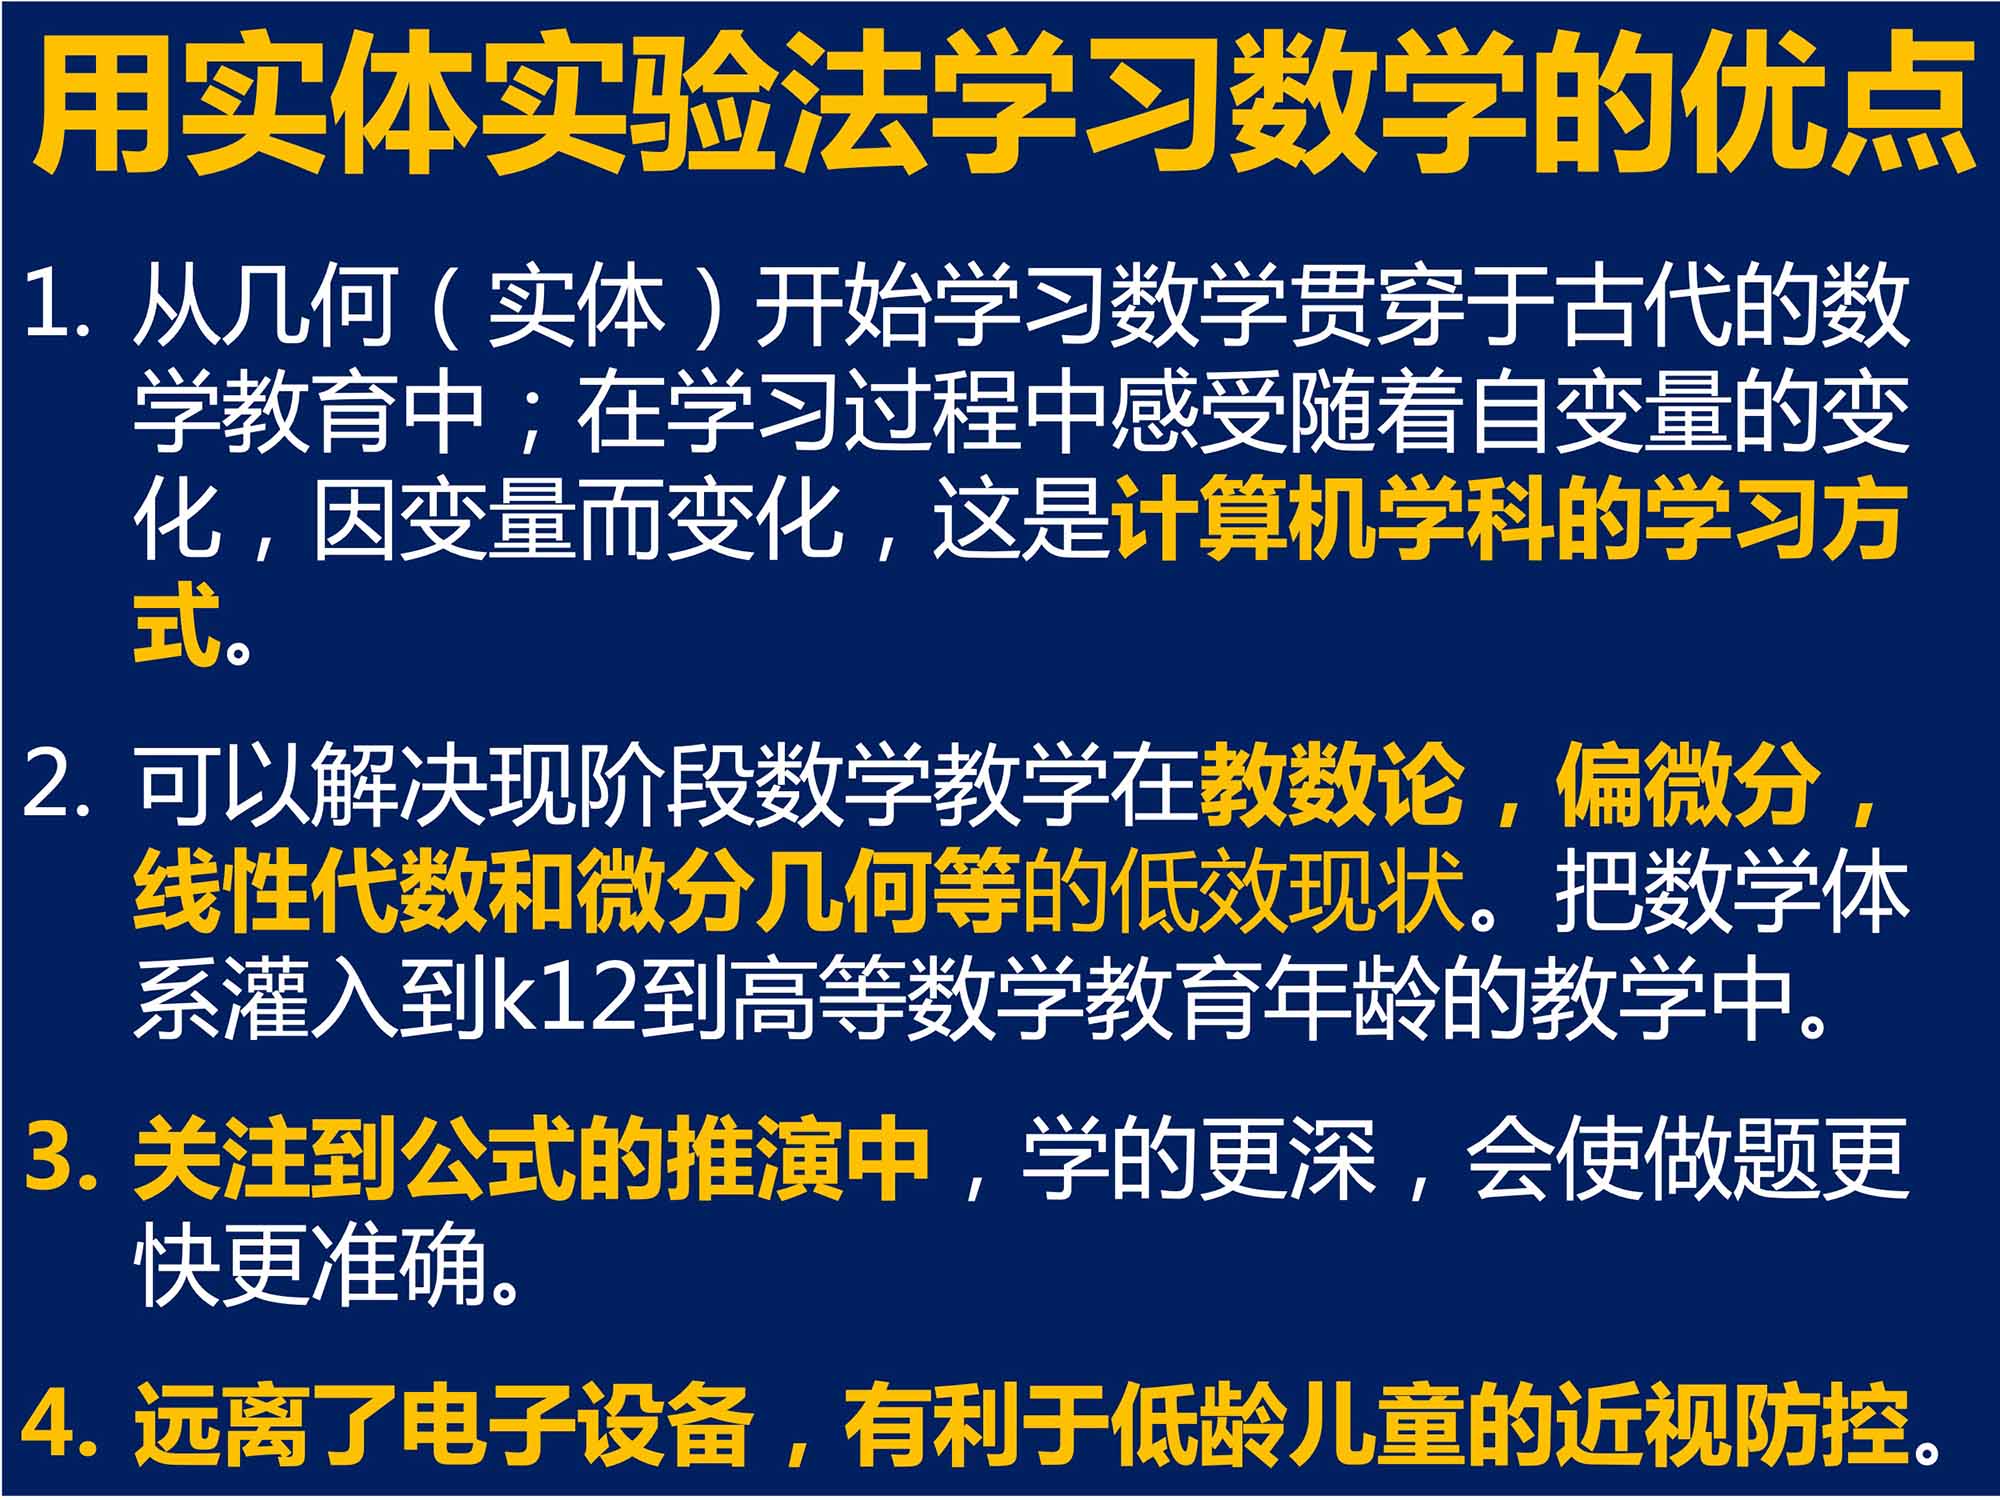 用实体实验法学习数学的优点
1. 从几何（实体）开始学习数学贯穿于古代的数
学教育中；在学习过程中感受随着自变量的变
化，因变量而变化，这是计算机学科的学习方
式。
2. 可以解决现阶段数学教学在教数论，偏微分，
线性代数和微分几何等的低效现状。把数学体
系灌入到k12到高等数学教育年龄的教学中。
3. 关注到公式的推演中，学的更深，会使做题更
快更准确。
4. 远离了电子设备，有利于低龄儿童的近视防控。